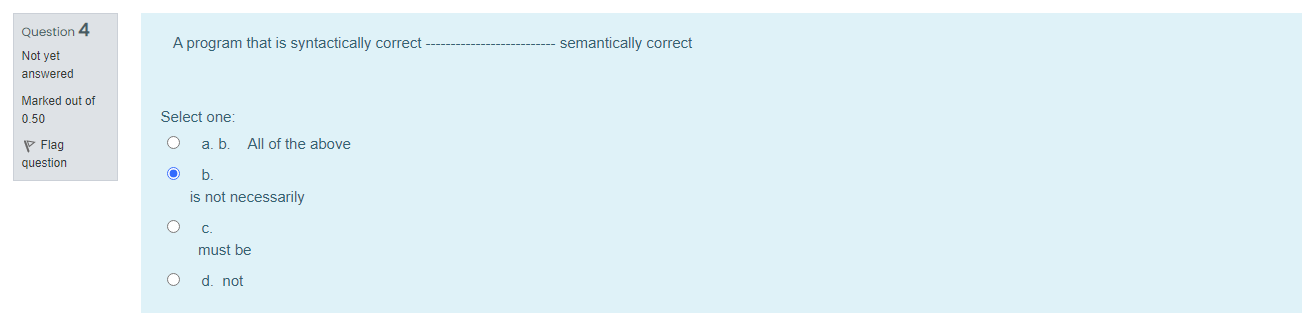 Question 4
Not yet
answered
Marked out of
0.50
Flag
question
A program that is syntactically correct -------------------------- semantically correct
Select one:
a. b. All of the above
b.
is not necessarily
c.
must be
d. not